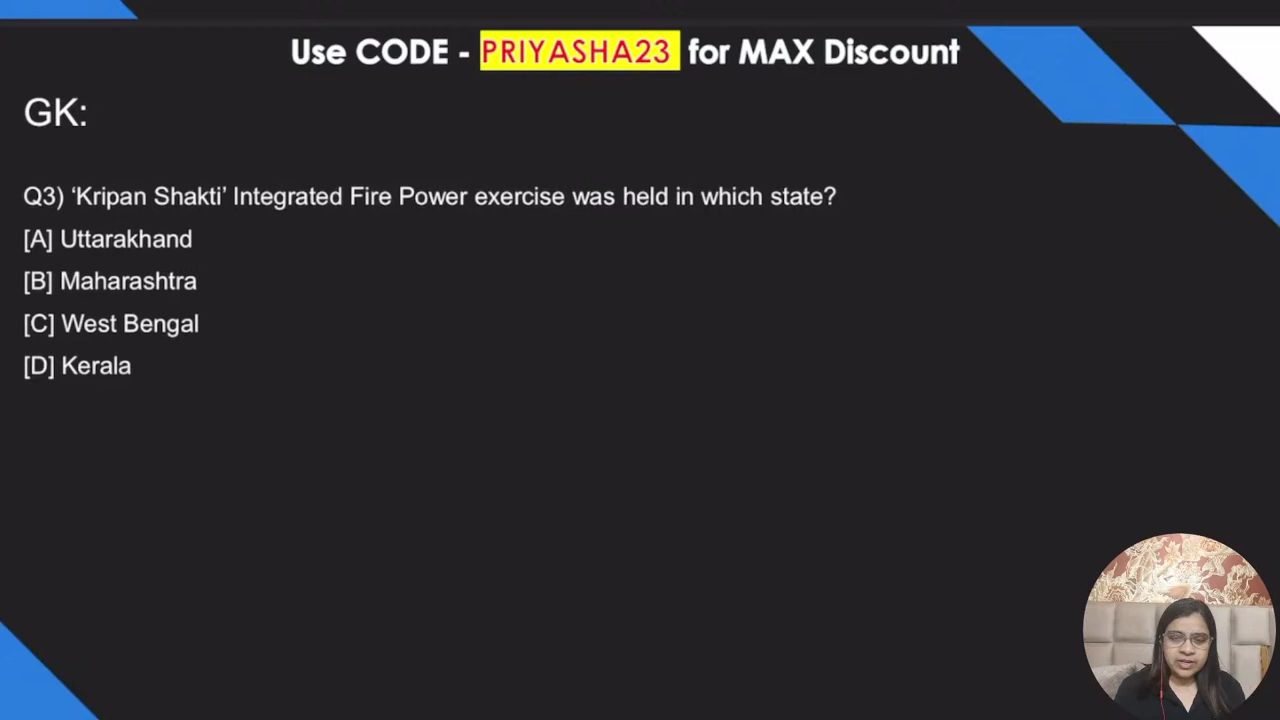 Use CODE - PRIYASHA23 for MAX Discount
GK:
Q3) ‘Kripan Shakti’ Integrated Fire Power exercise was held in which state?
[A] Uttarakhand
[B] Maharashtra
[C] West Bengal
[D] Kerala